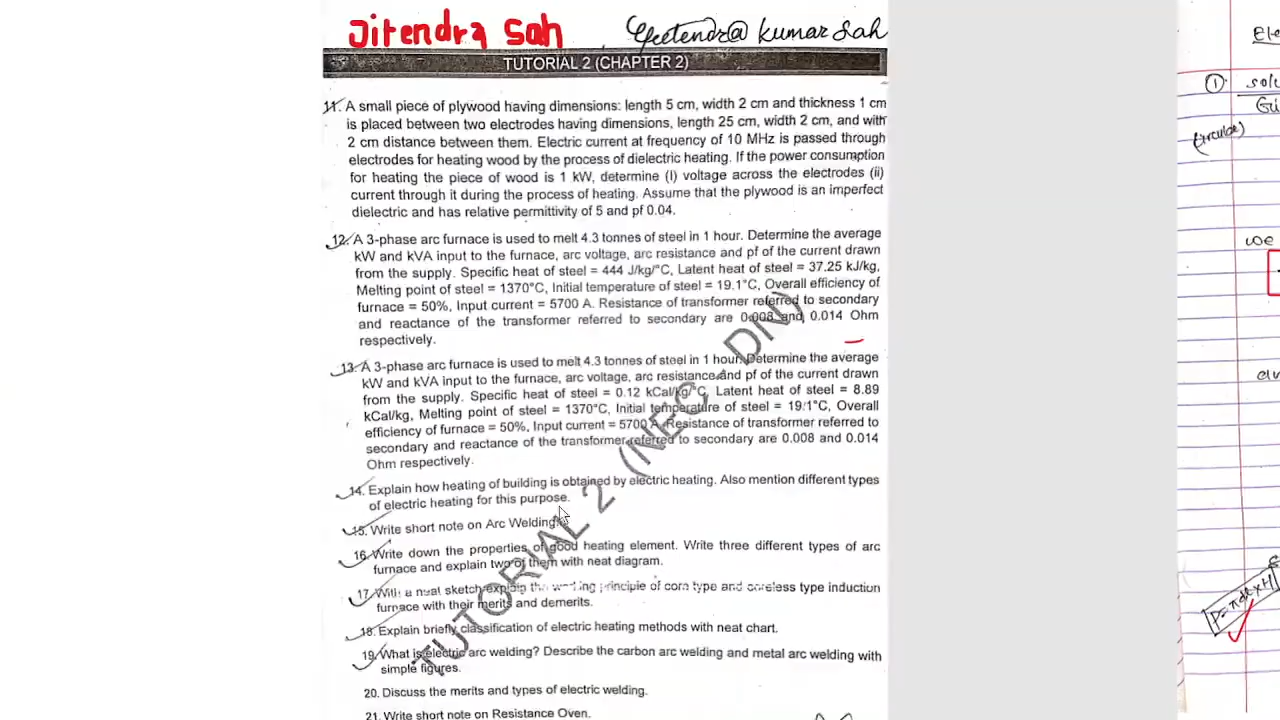 Jitendra Sah
Jeetendra kumar Sah
TUTORIAL 2 (CHAPTER 2)
11. A small piece of plywood having dimensions: length 5 cm, width 2 cm and thickness 1 cm
is placed between two electrodes having dimensions, length 25 cm, width 2 cm, and with
2 cm distance between them. Electric current at frequency of 10 MHz is passed through
electrodes for heating wood by the process of dielectric heating. If the power consumption
for heating the piece of wood is 1 kW, determine (I) voltage across the electrodes (ii)
current through it during the process of heating. Assume that the plywood is an imperfect
dielectric and has relative permittivity of 5 and pf 0.04.
12. A 3-phase arc furnace is used to melt 4.3 tonnes of steel in 1 hour. Determine the average
kW and kVA input to the furnace, arc voltage, arc resistance and pf of the current drawn
from the supply. Specific heat of steel = 444 J/kg/°C, Latent heat of steel = 37.25 kJ/kg,
Melting point of steel = 1370°C, Initial temperature of steel = 19.1°C, Overall efficiency of
furnace = 50%, Input current = 5700 A. Resistance of transformer referred to secondary
and reactance of the transformer referred to secondary are 0.008 and 0.014 Ohm
respectively.
13. A 3-phase arc furnace is used to melt 4.3 tonnes of steel in 1 hour. Determine the average
kW and kVA input to the furnace, arc voltage, arc resistance and pf of the current drawn
from the supply. Specific heat of steel = 0.12 kCal/kg/°C, Latent heat of steel = 8.89
kCal/kg, Melting point of steel = 1370°C, Initial temperature of steel = 19.1°C, Overall
efficiency of furnace = 50%, Input current = 5700 A. Resistance of transformer referred to
secondary and reactance of the transformer referred to secondary are 0.008 and 0.014
Ohm respectively.
14. Explain how heating of building is obtained by electric heating. Also mention different types
of electric heating for this purpose.
15. Write short note on Arc Welding.
16. Write down the properties of good heating element. Write three different types of arc
furnace and explain two of them with neat diagram.
17. With a neat sketch explain the working principle of core type and coreless type induction
furnace with their merits and demerits.
18. Explain briefly classification of electric heating methods with neat chart.
19. What is electric arc welding? Describe the carbon arc welding and metal arc welding with
simple figures.
20. Discuss the merits and types of electric welding.
21. Write short note on Resistance Oven.
TUTORIAL 2 (NEC DN)
Ele
① Solu
(circular)
we